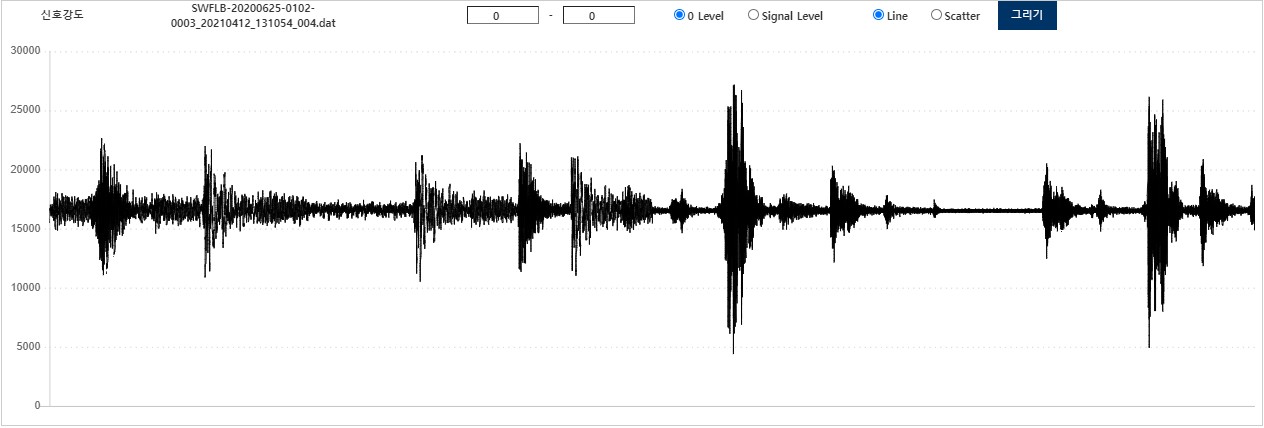 신호강도
SWFLB-20200625-0102-
0003_20210412_131054_004.dat
0 - 0
0 Level
Signal Level
Line
Scatter
그리기
30000
25000
20000
15000
10000
5000
0